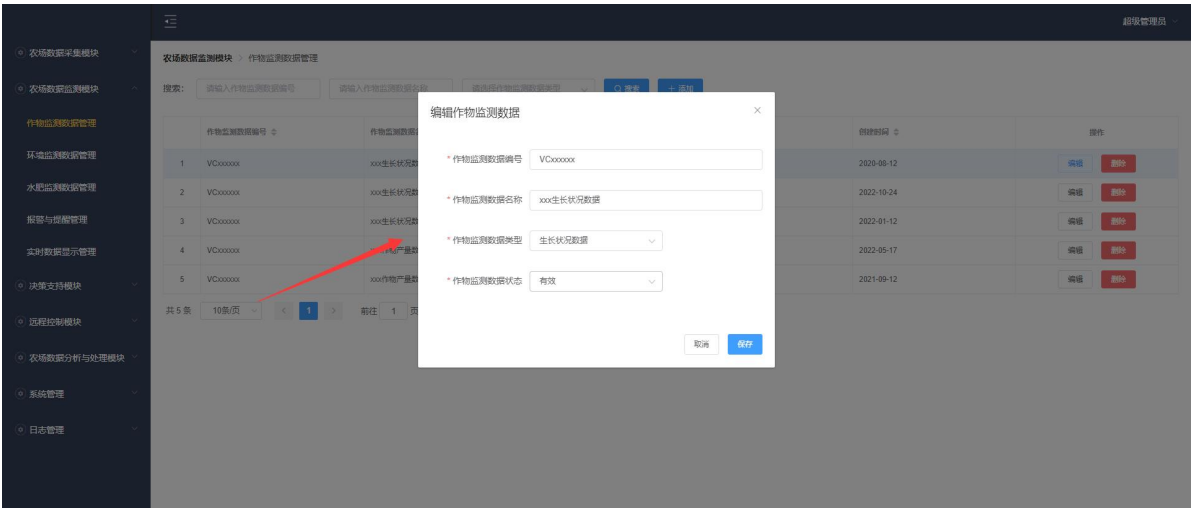 超级管理员
农场数据采集模块
农场数据监测模块
作物监测数据管理
环境监测数据管理
水肥监测数据管理
报警与提醒管理
实时数据显示管理
决策支持模块
远程控制模块
农场数据分析与处理模块
系统管理
日志管理
农场数据监测模块 > 作物监测数据管理
搜索: 请输入作物监测数据编号 请输入作物监测数据名称 请选择作物监测数据类型 搜索 + 添加
作物监测数据编号 作物监测数据 创建时间 操作
1 VCxxxxxx xxx生长状况数 2020-08-12 编辑 删除
2 VCxxxxxx xxx生长状况数 2022-10-24 编辑 删除
3 VCxxxxxx xxx生长状况数 2022-01-12 编辑 删除
4 VCxxxxxx 产量数 2022-05-17 编辑 删除
5 VCxxxxxx xxx作物产量数 2021-09-12 编辑 删除
共 5 条 10条/页 < 1 > 前往 1 页
编辑作物监测数据
* 作物监测数据编号 VCxxxxxx
* 作物监测数据名称 xxx生长状况数据
* 作物监测数据类型 生长状况数据
* 作物监测数据状态 有效
取消 保存